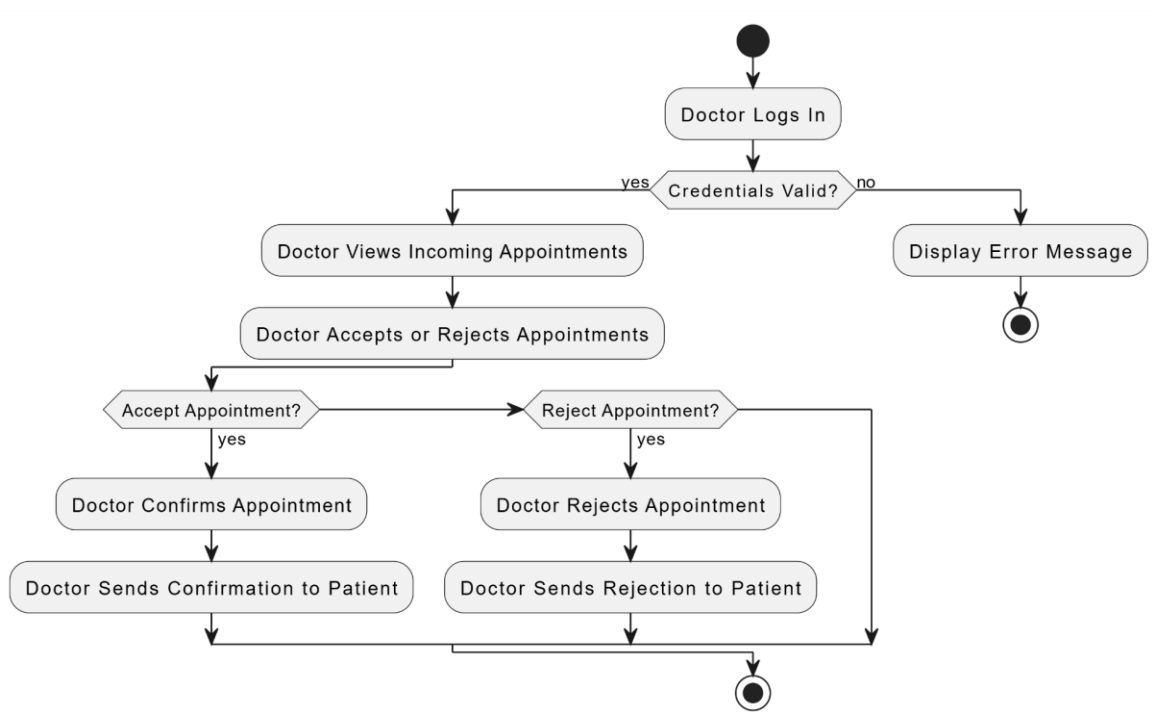 Doctor Logs In
yes
Credentials Valid?
no
Doctor Views Incoming Appointments
Display Error Message
Doctor Accepts or Rejects Appointments
Accept Appointment?
Reject Appointment?
yes
yes
Doctor Confirms Appointment
Doctor Rejects Appointment
Doctor Sends Confirmation to Patient
Doctor Sends Rejection to Patient